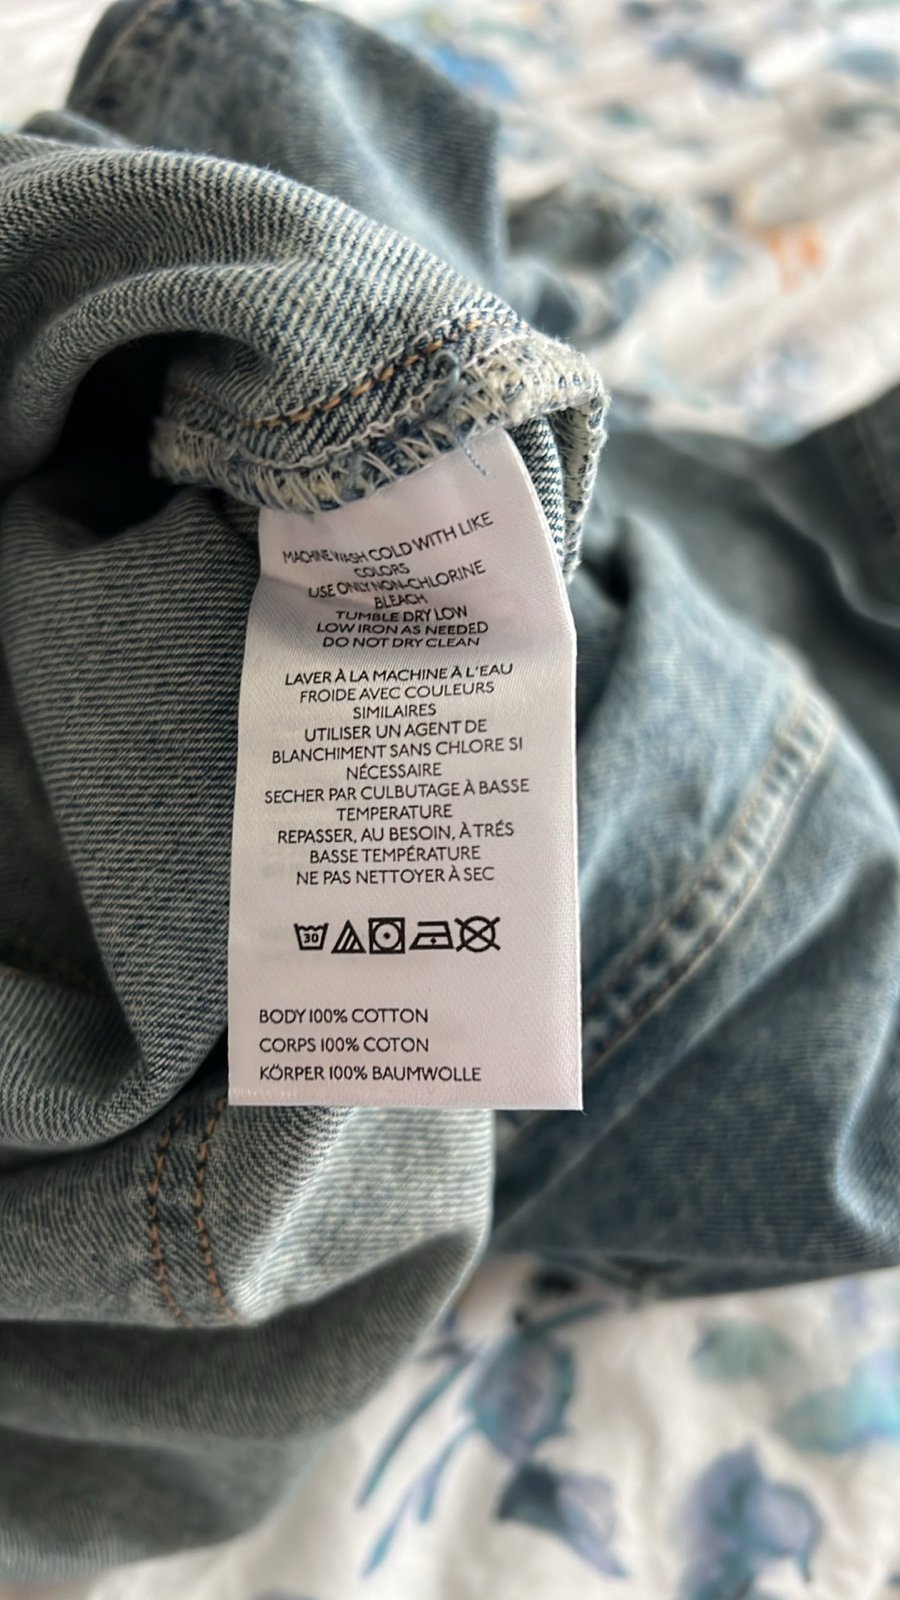 MACHINE WASH COLD WITH LIKE
COLORS
USE ONLY NON-CHLORINE
BLEACH
TUMBLE DRY LOW
LOW IRON AS NEEDED
DO NOT DRY CLEAN
LAVER À LA MACHINE À L'EAU
FROIDE AVEC COULEURS
SIMILAIRES
UTILISER UN AGENT DE
BLANCHIMENT SANS CHLORE SI
NÉCESSAIRE
SECHER PAR CULBUTAGE À BASSE
TEMPERATURE
REPASSER, AU BESOIN, À TRÉS
BASSE TEMPÉRATURE
NE PAS NETTOYER À SEC
30
BODY 100% COTTON
CORPS 100% COTON
KÖRPER 100% BAUMWOLLE